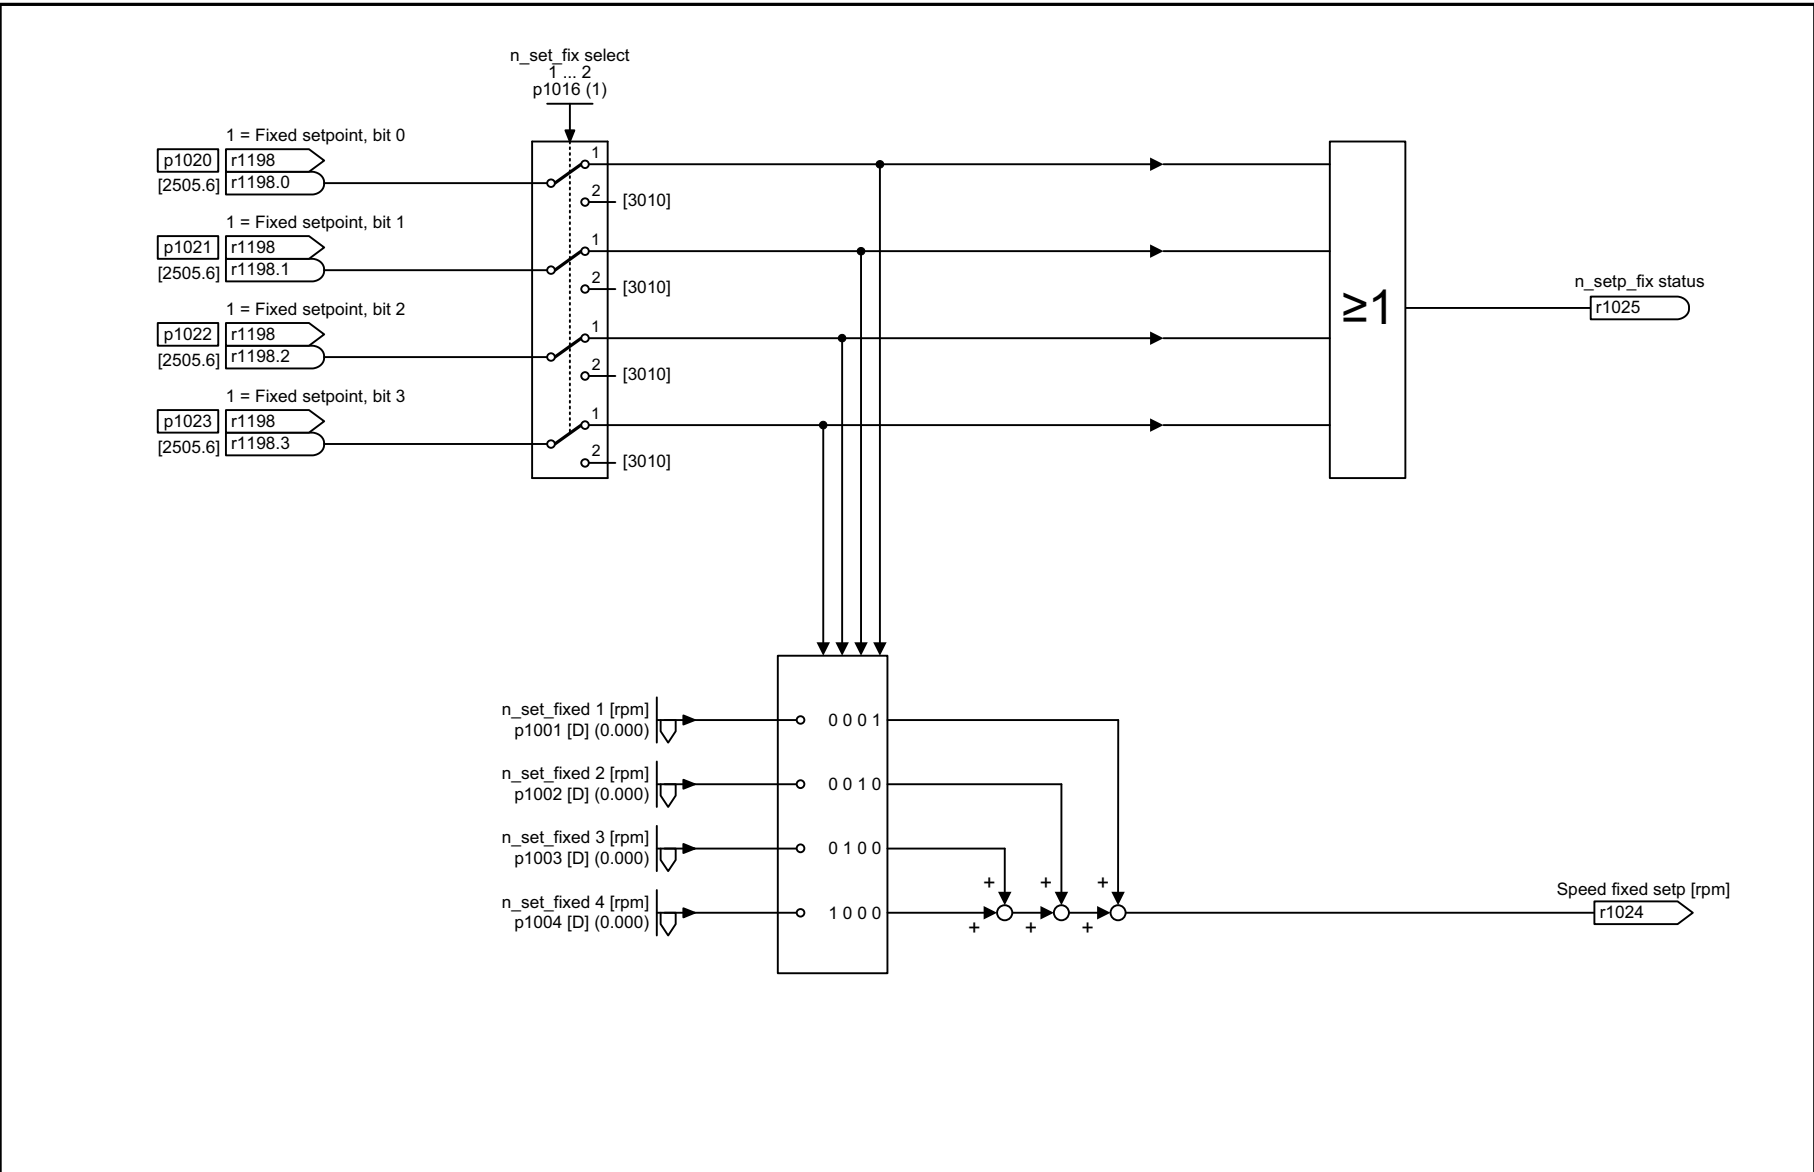 n_set_fix select
1 ... 2
p1016 (1)
1 = Fixed setpoint, bit 0
p1020 r1198
[2505.6] r1198.0
1
2 [3010]
1 = Fixed setpoint, bit 1
p1021 r1198
[2505.6] r1198.1
1
2 [3010]
1 = Fixed setpoint, bit 2
p1022 r1198
[2505.6] r1198.2
1
2 [3010]
1 = Fixed setpoint, bit 3
p1023 r1198
[2505.6] r1198.3
1
2 [3010]
≥1
n_setp_fix status
r1025
n_set_fixed 1 [rpm]
p1001 [D] (0.000)
0 0 0 1
n_set_fixed 2 [rpm]
p1002 [D] (0.000)
0 0 1 0
n_set_fixed 3 [rpm]
p1003 [D] (0.000)
0 1 0 0
n_set_fixed 4 [rpm]
p1004 [D] (0.000)
1 0 0 0
+ + +
+ + +
Speed fixed setp [rpm]
r1024